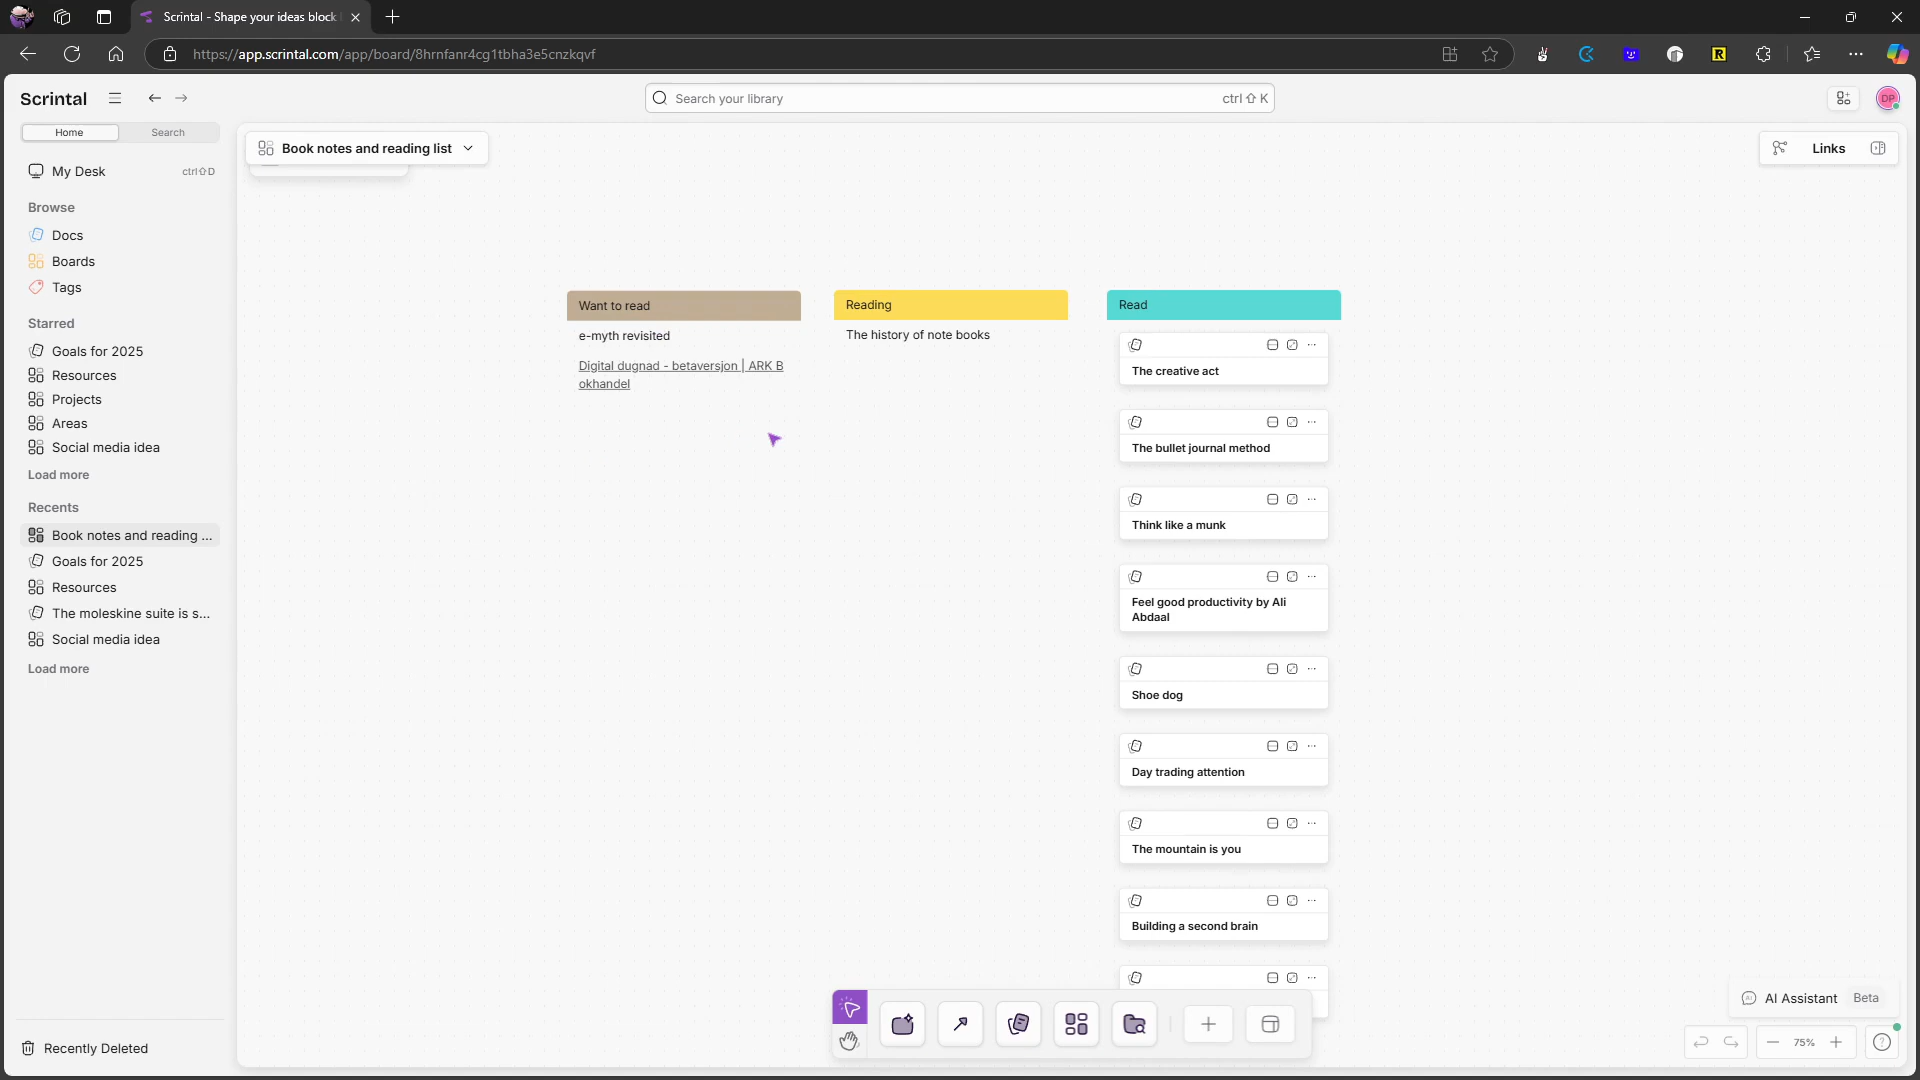 Scrintal - Shape your ideas block
https://app.scrintal.com/app/board/8hrnfanr4cg1tbha3e5cnzkqvf
Scrintal
Search your library
ctrl⇧K
DP
Home
Search
My Desk
ctrl⇧D
Browse
Docs
Boards
Tags
Starred
Goals for 2025
Resources
Projects
Areas
Social media idea
Load more
Recents
Book notes and reading ...
Goals for 2025
Resources
The moleskine suite is s...
Social media idea
Load more
Recently Deleted
Book notes and reading list
Links
Want to read
e-myth revisited
Digital dugnad - betaversjon | ARK B
okhandel
Reading
The history of note books
Read
The creative act
The bullet journal method
Think like a munk
Feel good productivity by Ali
Abdaal
Shoe dog
Day trading attention
The mountain is you
Building a second brain
AI Assistant
Beta
75%